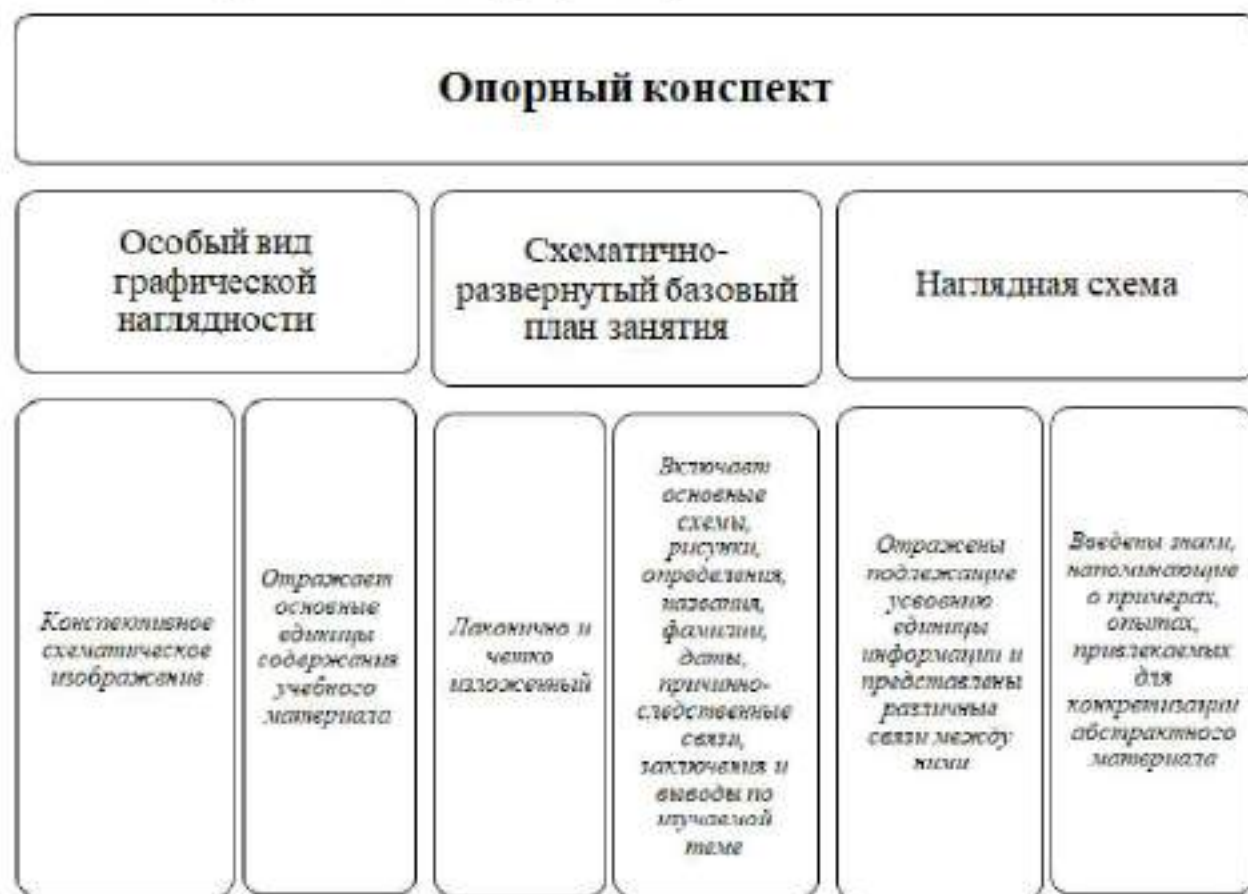 Опорный конспект
Особый вид
графической
наглядности
Схематично-
развернутый базовый
план занятия
Наглядная схема
Конспективное
схематическое
изображение
Отражает
основные
единицы
содержания
учебного
материала
Лаконично и
четко
изложенный
Включает
основные
схемы,
рисунки,
определения,
названия,
фамилии,
даты,
причинно-
следственные
связи,
заключения и
выводы по
изучаемой
теме
Отражены
подлежащие
усвоению
единицы
информации и
представлены
различные
связи между
ними
Введены знаки,
напоминающие
о примерах,
опытах,
привлекаемых
для
конкретизации
абстрактного
материала